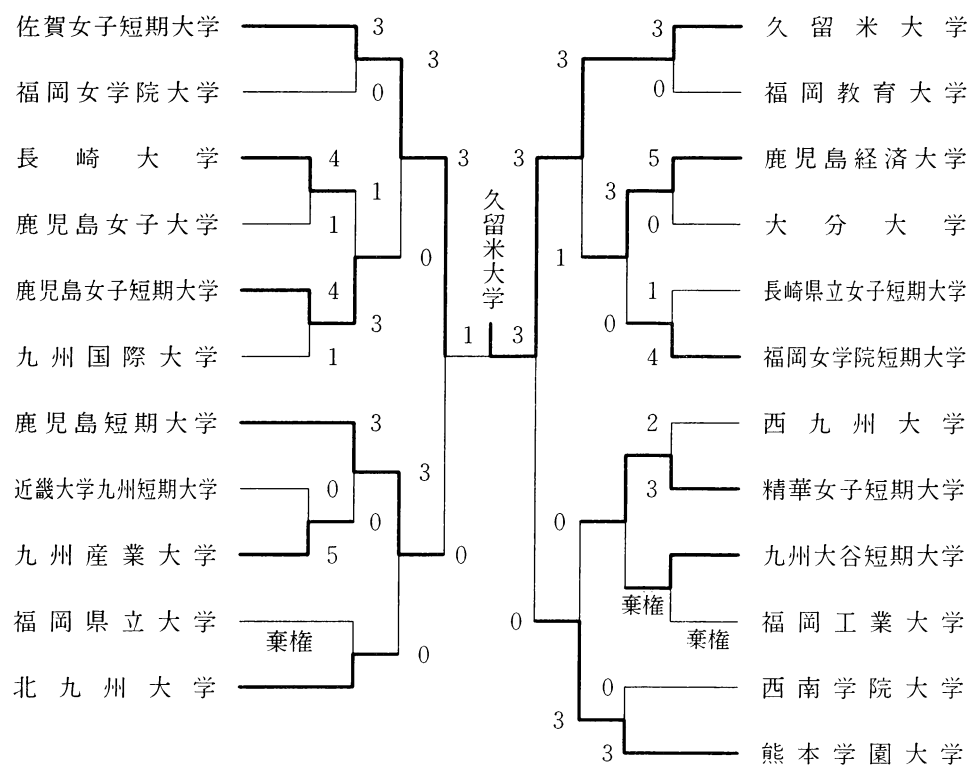 佐賀女子短期大学
3
3
福岡女学院大学
0
長崎大学
4
3
1
鹿児島女子大学
1
0
鹿児島女子短期大学
4
3
九州国際大学
1
1
鹿児島短期大学
3
3
近畿大学九州短期大学
0
0
九州産業大学
5
0
福岡県立大学
棄権
0
北九州大学
久留米大学
3
久留米大学
3
3
福岡教育大学
0
鹿児島経済大学
5
3
3
大分大学
0
1
長崎県立女子短期大学
1
0
福岡女学院短期大学
4
西九州大学
2
精華女子短期大学
3
0
九州大谷短期大学
棄権
福岡工業大学
棄権
0
西南学院大学
0
3
熊本学園大学
3